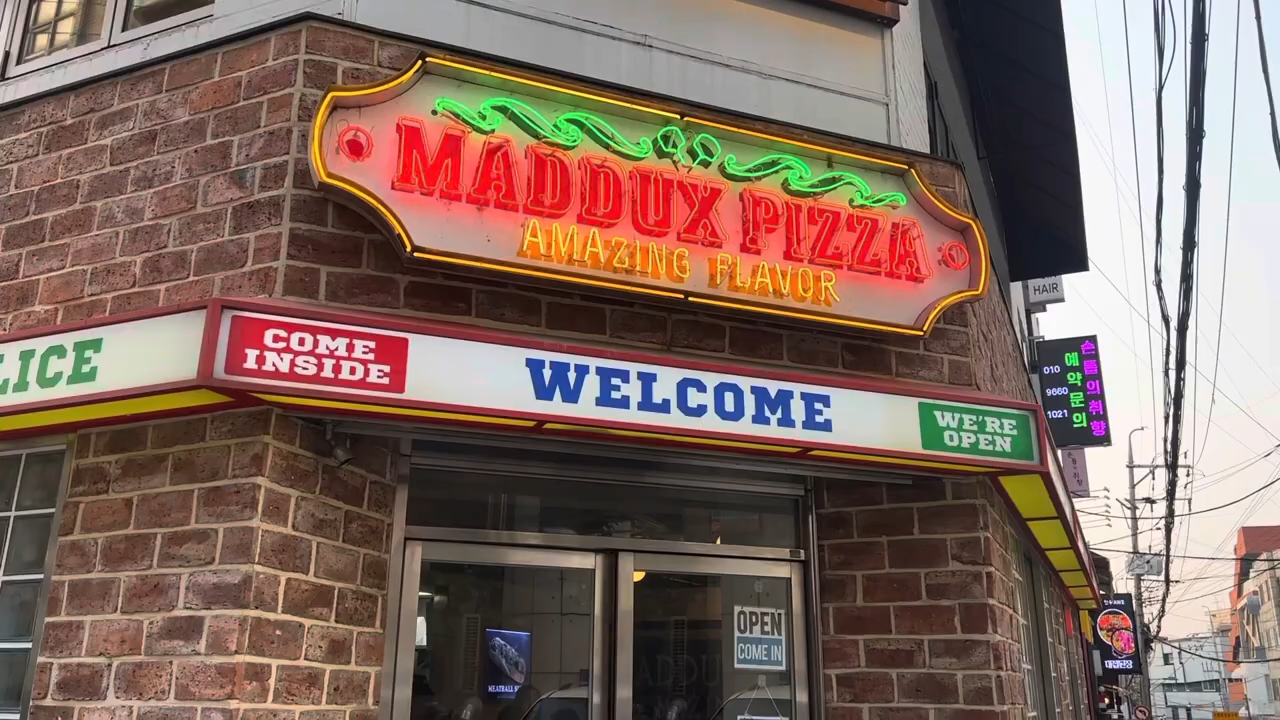 MADDUX PIZZA
AMAZING FLAVOR
LICE
COME
INSIDE
WELCOME
WE'RE
OPEN
HAIR
손톱의취향
예약문의
010
9660
1021
OPEN
COME IN
MEATBALL
MADDU